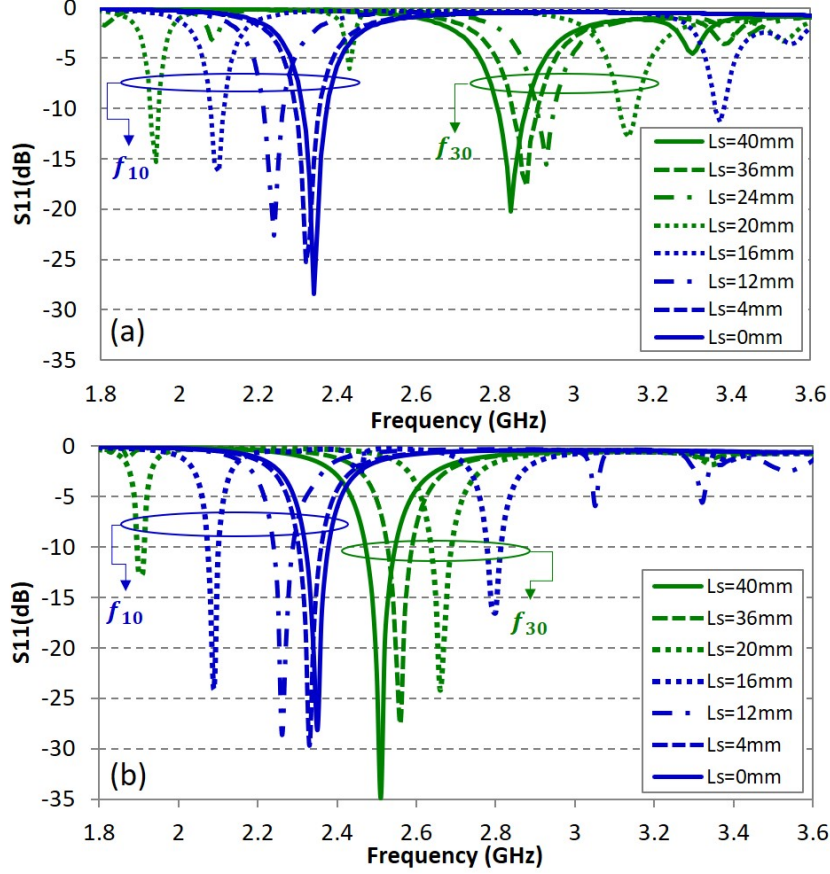 0
-5
-10
-15
-20
-25
-30
-35
S11(dB)
f10
f30
Ls=40mm
Ls=36mm
Ls=24mm
Ls=20mm
Ls=16mm
Ls=12mm
Ls=4mm
Ls=0mm
(a)
1.8 2 2.2 2.4 2.6 2.8 3 3.2 3.4 3.6
Frequency (GHz)
0
-5
-10
-15
-20
-25
-30
-35
S11(dB)
f10
f30
Ls=40mm
Ls=36mm
Ls=20mm
Ls=16mm
Ls=12mm
Ls=4mm
Ls=0mm
(b)
1.8 2 2.2 2.4 2.6 2.8 3 3.2 3.4 3.6
Frequency (GHz)